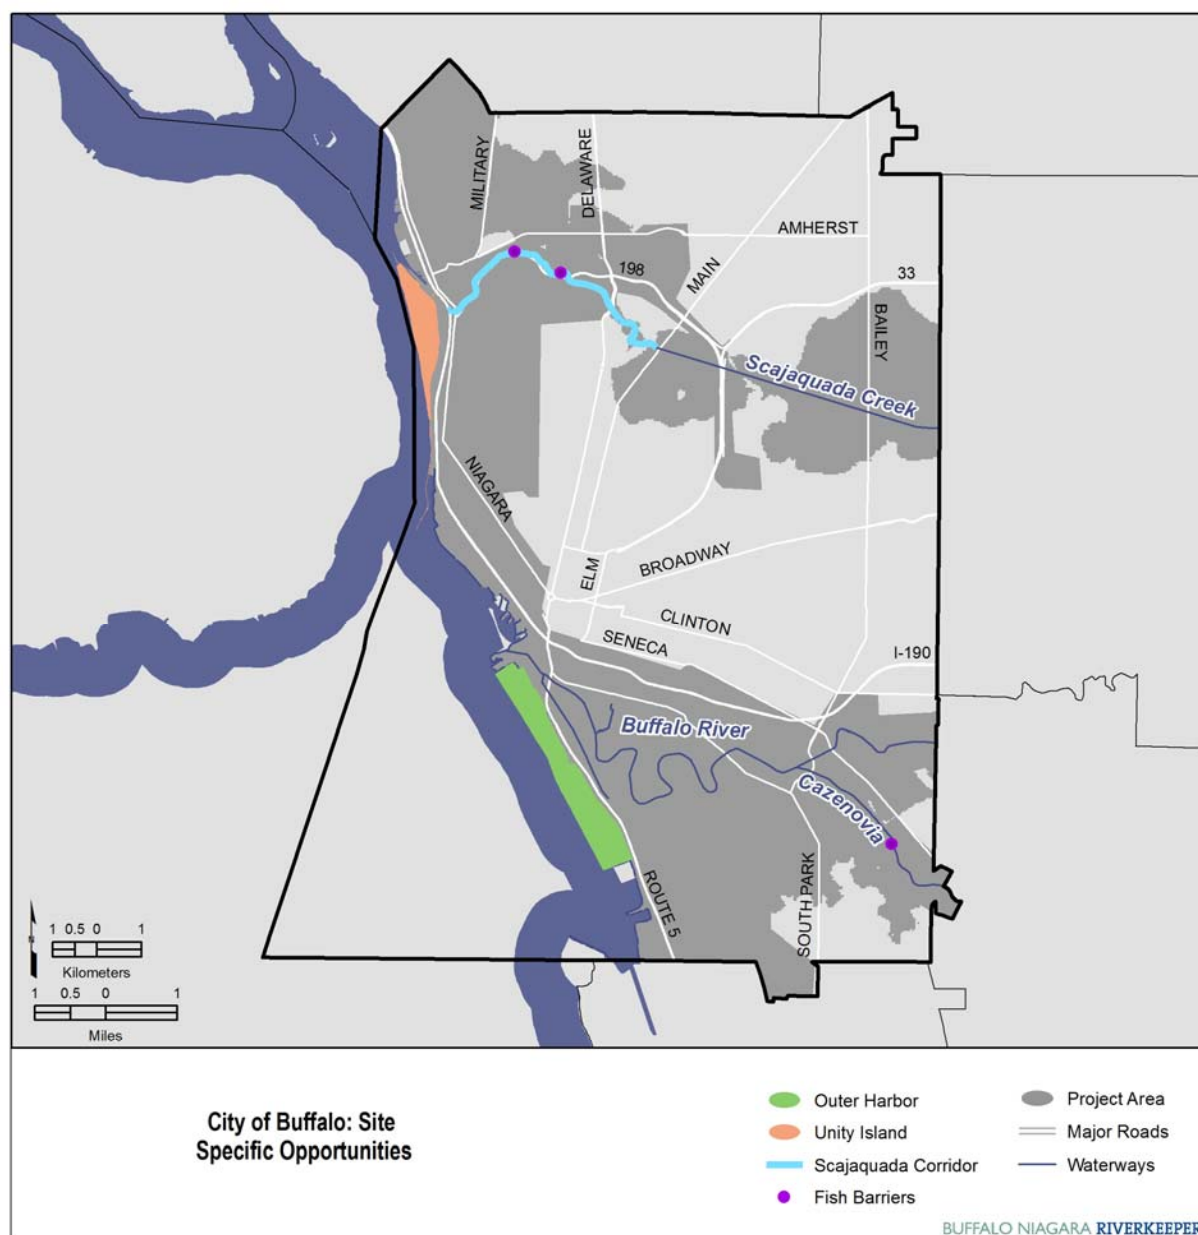 MILITARY
DELAWARE
AMHERST
198
MAIN
33
BAILEY
Scajaquada Creek
NIAGARA
ELM
BROADWAY
CLINTON
SENECA
I-190
Buffalo River
Cazenovia
SOUTH PARK
ROUTE 5
N
1 0.5 0 1
Kilometers
1 0.5 0 1
Miles
City of Buffalo: Site
Specific Opportunities
Outer Harbor
Unity Island
Scajaquada Corridor
Fish Barriers
Project Area
Major Roads
Waterways
BUFFALO NIAGARA RIVERKEEPER